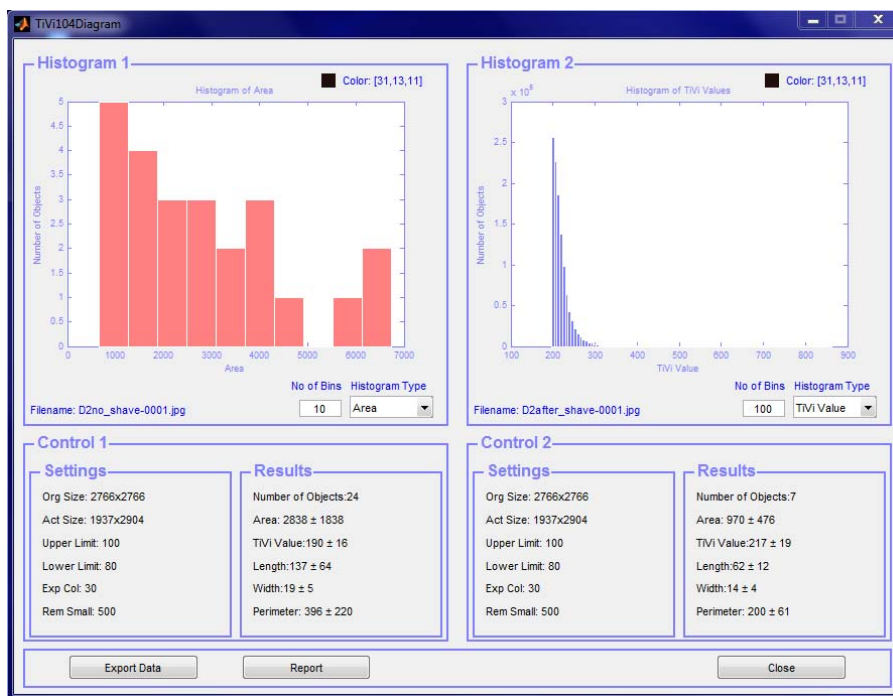 TiVi104Diagram
Histogram 1
Color: [31,13,11]
Histogram of Area
5
4.5
4
3.5
3
2.5
2
1.5
1
0.5
0
Number of Objects
0 1000 2000 3000 4000 5000 6000 7000
Area
No of Bins Histogram Type
Filename: D2no_shave-0001.jpg 10 Area
Histogram 2
Color: [31,13,11]
Histogram of TiVi Values
3
2.5
2
1.5
1
0.5
0
Number of Objects
100 200 300 400 500 600 700 800 900
TiVi Value
No of Bins Histogram Type
Filename: D2after_shave-0001.jpg 100 TiVi Value
Control 1
Settings
Org Size: 2766x2766
Act Size: 1937x2904
Upper Limit: 100
Lower Limit: 80
Exp Col: 30
Rem Small: 500
Results
Number of Objects:24
Area: 2838 ± 1838
TiVi Value:190 ± 16
Length:137 ± 64
Width:19 ± 5
Perimeter: 396 ± 220
Control 2
Settings
Org Size: 2766x2766
Act Size: 1937x2904
Upper Limit: 100
Lower Limit: 80
Exp Col: 30
Rem Small: 500
Results
Number of Objects:7
Area: 970 ± 476
TiVi Value:217 ± 19
Length:62 ± 12
Width:14 ± 4
Perimeter: 200 ± 61
Export Data Report Close